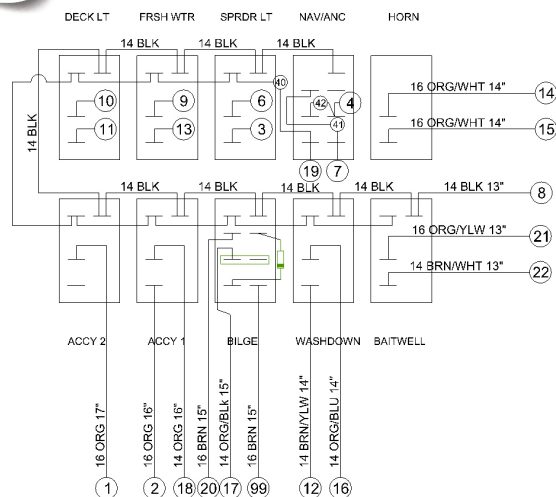 DECK LT FRSH WTR SPRDR LT NAV/ANC HORN
14 BLK 14 BLK 14 BLK
40
16 ORG/WHT 14" 14
10 9 6 42 4
14 BLK
11 13 3 41
16 ORG/WHT 14" 15
19 7
14 BLK 14 BLK 14 BLK 14 BLK 14 BLK 13" 8
16 ORG/YLW 13" 21
14 BRN/WHT 13" 22
ACCY 2 ACCY 1 BILGE WASHDOWN BAITWELL
16 ORG 17"
16 ORG 16"
14 ORG 16"
16 BRN 15"
14 ORG/BLk 15"
16 BRN 15"
14 BRN/YLW 14"
14 ORG/BLU 14"
1 2 18 20 17 99 12 16